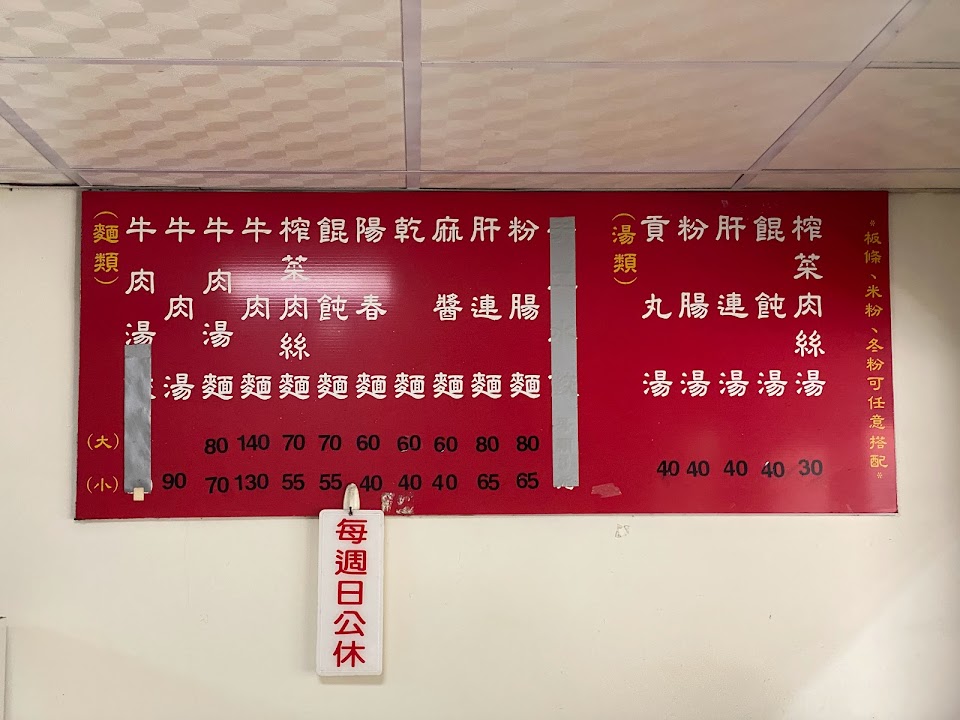 （麵類）
牛肉湯
牛肉湯 90
牛肉湯麵 80 70
牛肉麵 140 130
榨菜肉絲麵 70 55
餛飩麵 70 55
陽春麵 60 40
乾麵 60 40
麻醬麵 60 40
肝連麵 80 65
粉腸麵 80 65
（大）
（小）
（湯類）
貢丸湯 40
粉腸湯 40
肝連湯 40
餛飩湯 40
榨菜肉絲湯 30
#板條、米粉、冬粉可任意搭配#
每週日公休